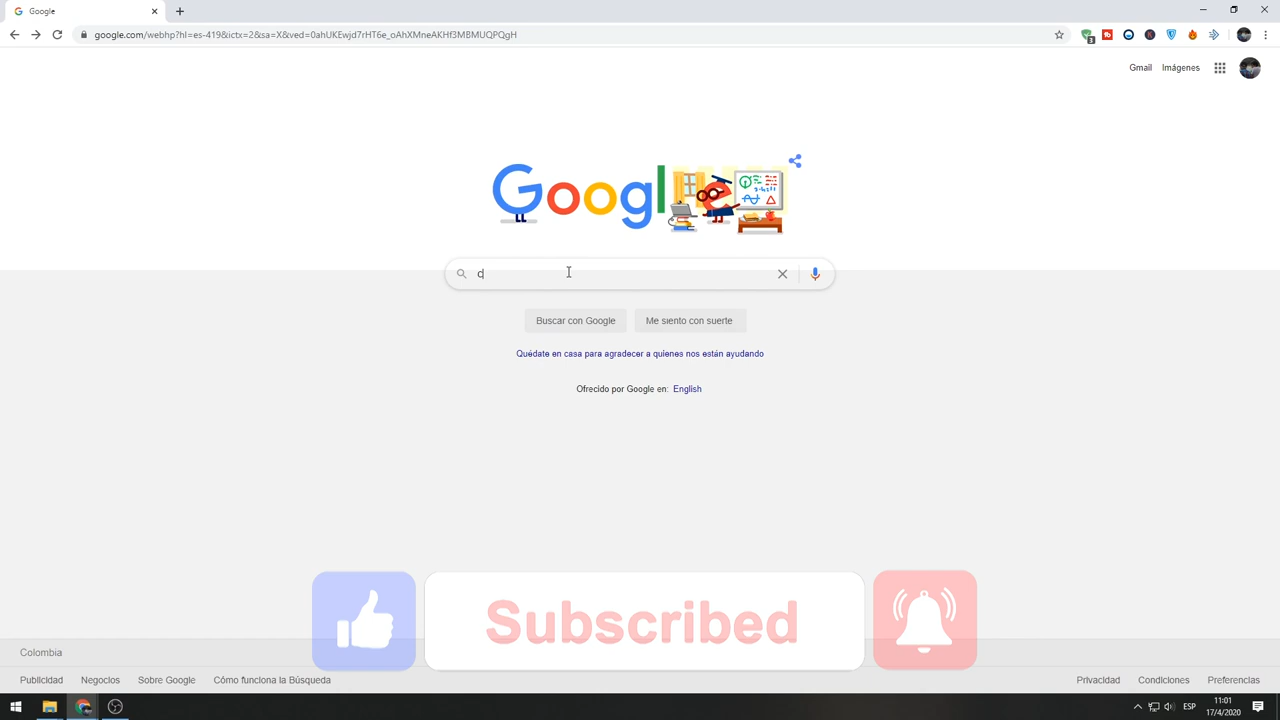 Google
google.com/webhp?hl=es-419&ictx=2&sa=X&ved=0ahUKEwjd7rHT6e_oAhXMneAKHf3MBMUQPQgH
3
Gmail Imágenes
Google
c
Buscar con Google Me siento con suerte
Quédate en casa para agradecer a quienes nos están ayudando
Ofrecido por Google en: English
Subscribed
Colombia
Publicidad Negocios Sobre Google Cómo funciona la Búsqueda Privacidad Condiciones Preferencias
ESP
11:01
17/4/2020